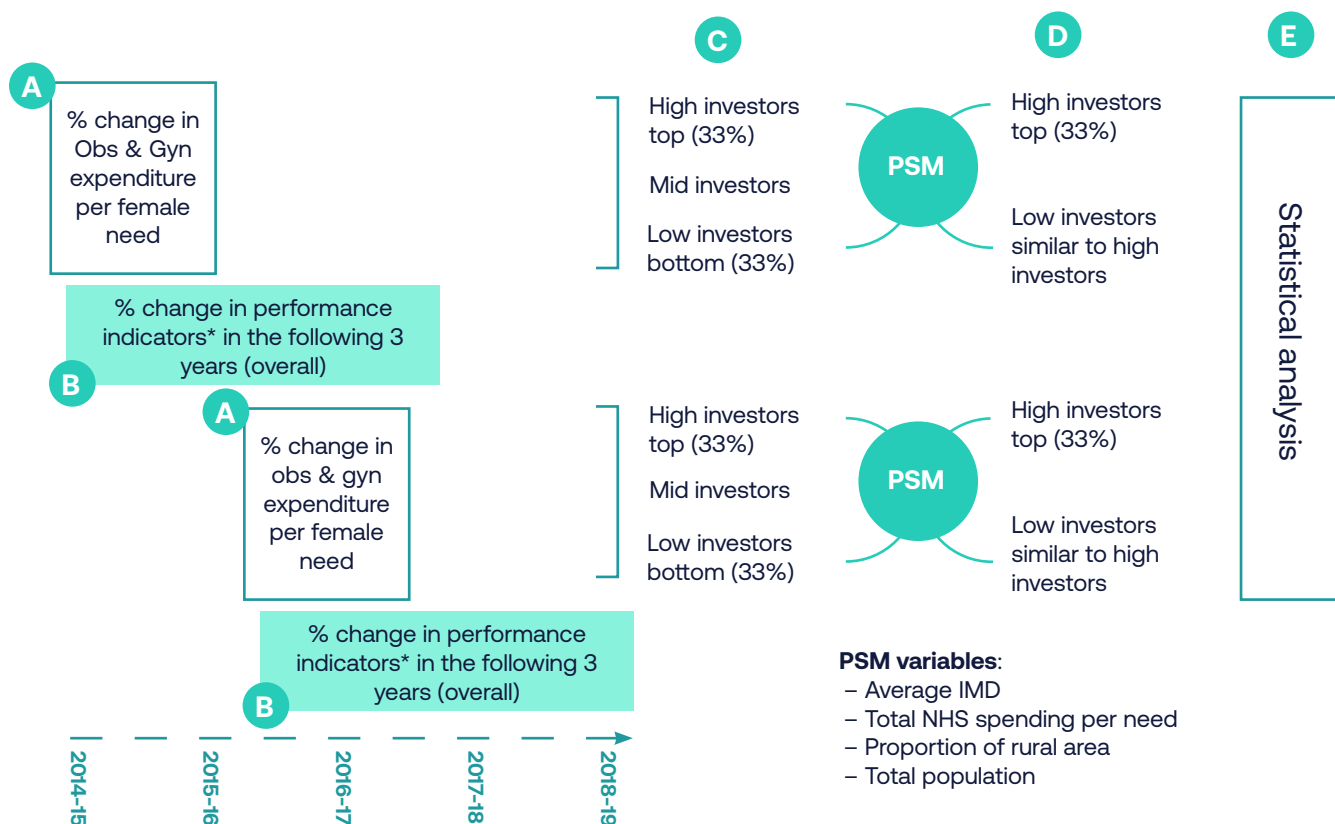 C
D
E
A
% change in
Obs & Gyn
expenditure
per female
need
High investors
top (33%)
Mid investors
Low investors
bottom (33%)
PSM
High investors
top (33%)
Low investors
similar to high
investors
Statistical analysis
% change in performance
indicators* in the following 3
years (overall)
B
A
% change in
obs & gyn
expenditure
per female
need
High investors
top (33%)
Mid investors
Low investors
bottom (33%)
PSM
High investors
top (33%)
Low investors
similar to high
investors
% change in performance
indicators* in the following 3
years (overall)
B
PSM variables:
– Average IMD
– Total NHS spending per need
– Proportion of rural area
– Total population
2014-15
2015-16
2016-17
2017-18
2018-19